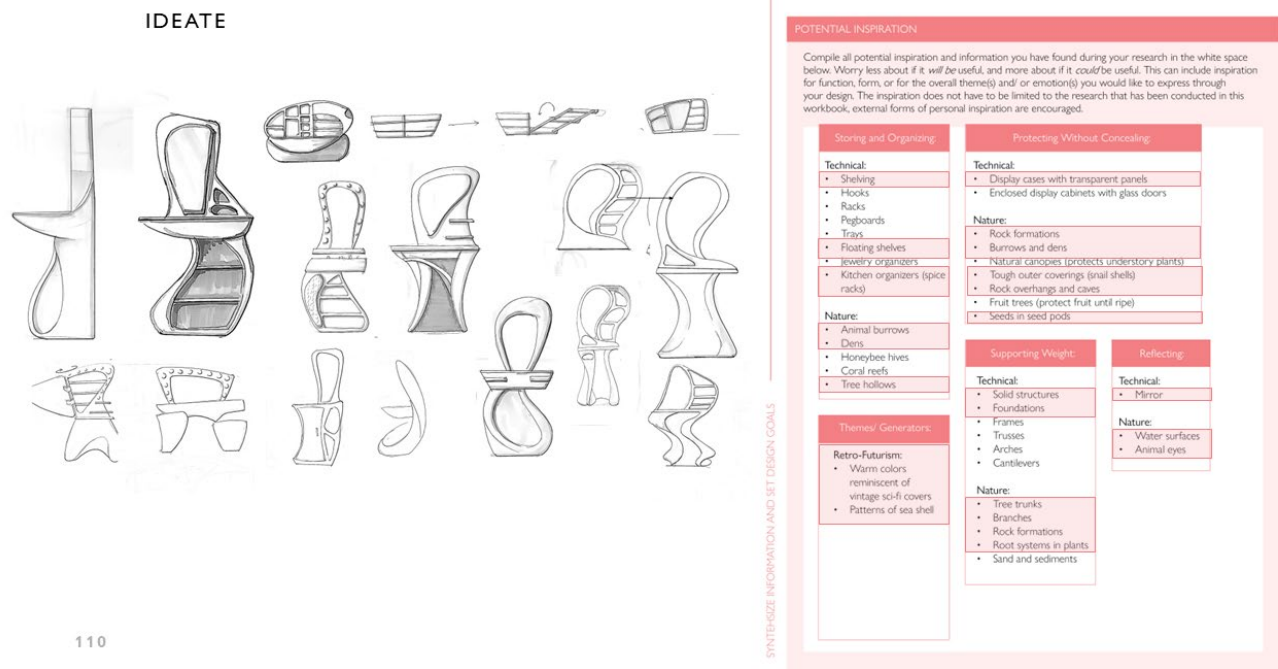 IDEATE
110
SYNTEHSIZE INFORMATION AND SET DESIGN GOALS
POTENTIAL INSPIRATION
Compile all potential inspiration and information you have found during your research in the white space
below. Worry less about if it will be useful, and more about if it could be useful. This can include inspiration
for function, form, or for the overall theme(s) and/ or emotion(s) you would like to express through
your design. The inspiration does not have to be limited to the research that has been conducted in this
workbook, external forms of personal inspiration are encouraged.
Storing and Organizing:
Technical:
• Shelving
• Hooks
• Racks
• Pegboards
• Trays
• Floating shelves
• Jewelry organizers
• Kitchen organizers (spice
racks)
Nature:
• Animal burrows
• Dens
• Honeybee hives
• Coral reefs
• Tree hollows
Themes/ Generators:
Retro-Futurism:
• Warm colors
reminiscent of
vintage sci-fi covers
• Patterns of sea shell
Protecting Without Concealing:
Technical:
• Display cases with transparent panels
• Enclosed display cabinets with glass doors
Nature:
• Rock formations
• Burrows and dens
• Natural canopies (protects understory plants)
• Tough outer coverings (snail shells)
• Rock overhangs and caves
• Fruit trees (protect fruit until ripe)
• Seeds in seed pods
Supporting Weight:
Technical:
• Solid structures
• Foundations
• Frames
• Trusses
• Arches
• Cantilevers
Nature:
• Tree trunks
• Branches
• Rock formations
• Root systems in plants
• Sand and sediments
Reflecting:
Technical:
• Mirror
Nature:
• Water surfaces
• Animal eyes